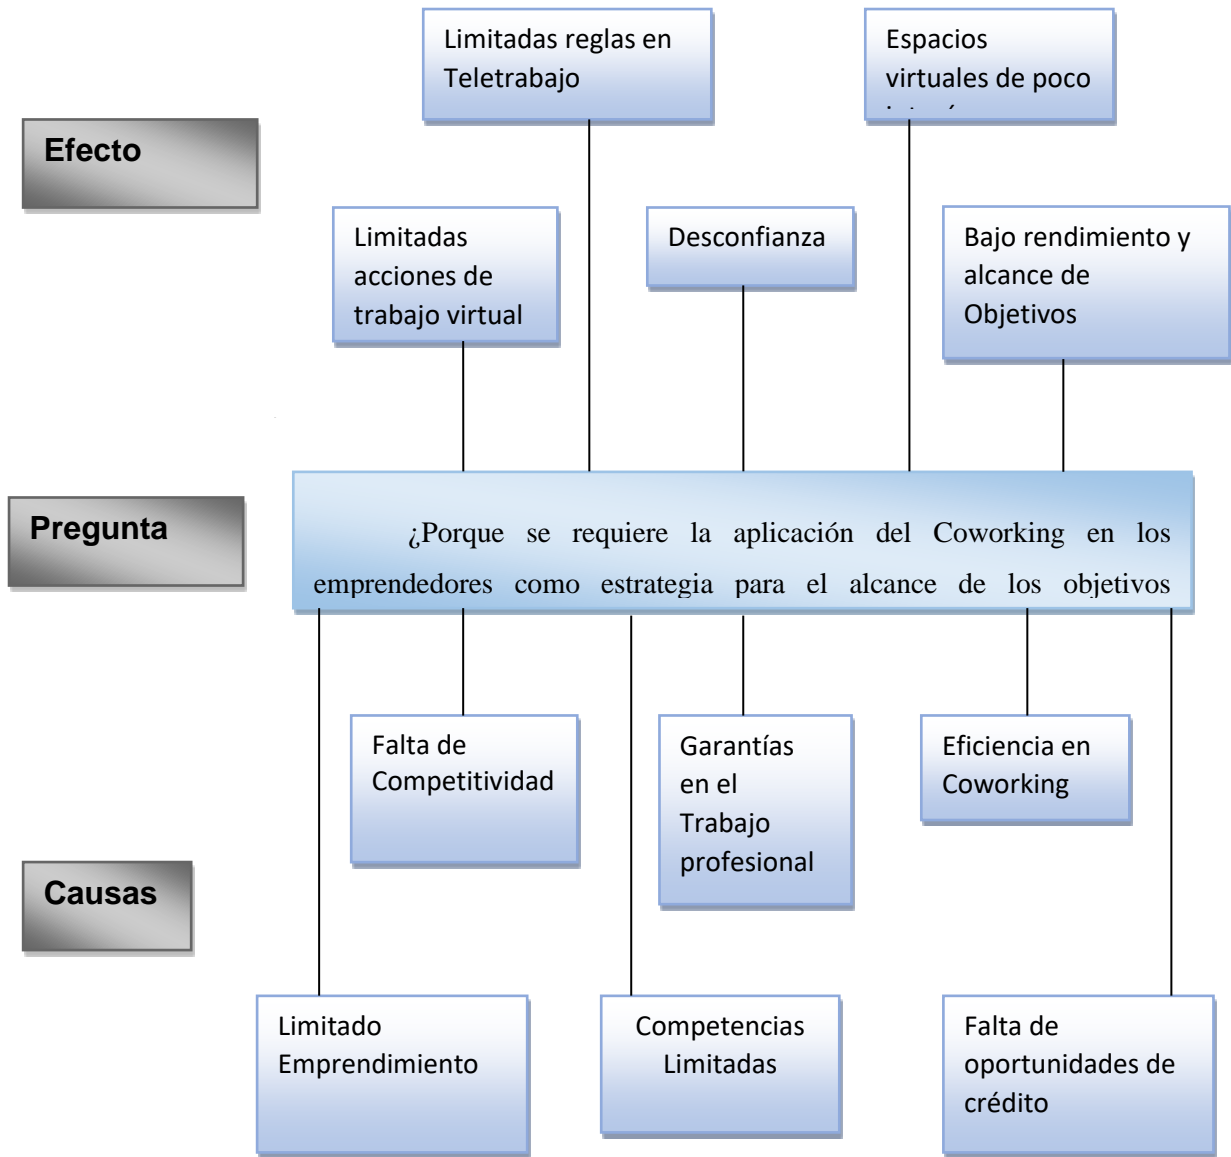 Limitadas reglas en
Teletrabajo
Espacios
virtuales de poco
Efecto
Limitadas
acciones de
trabajo virtual
Desconfianza
Bajo rendimiento y
alcance de
Objetivos
Pregunta
¿Porque se requiere la aplicación del Coworking en los
emprendedores como estrategia para el alcance de los objetivos
Falta de
Competitividad
Garantías
en el
Trabajo
profesional
Eficiencia en
Coworking
Causas
Limitado
Emprendimiento
Competencias
Limitadas
Falta de
oportunidades de
crédito